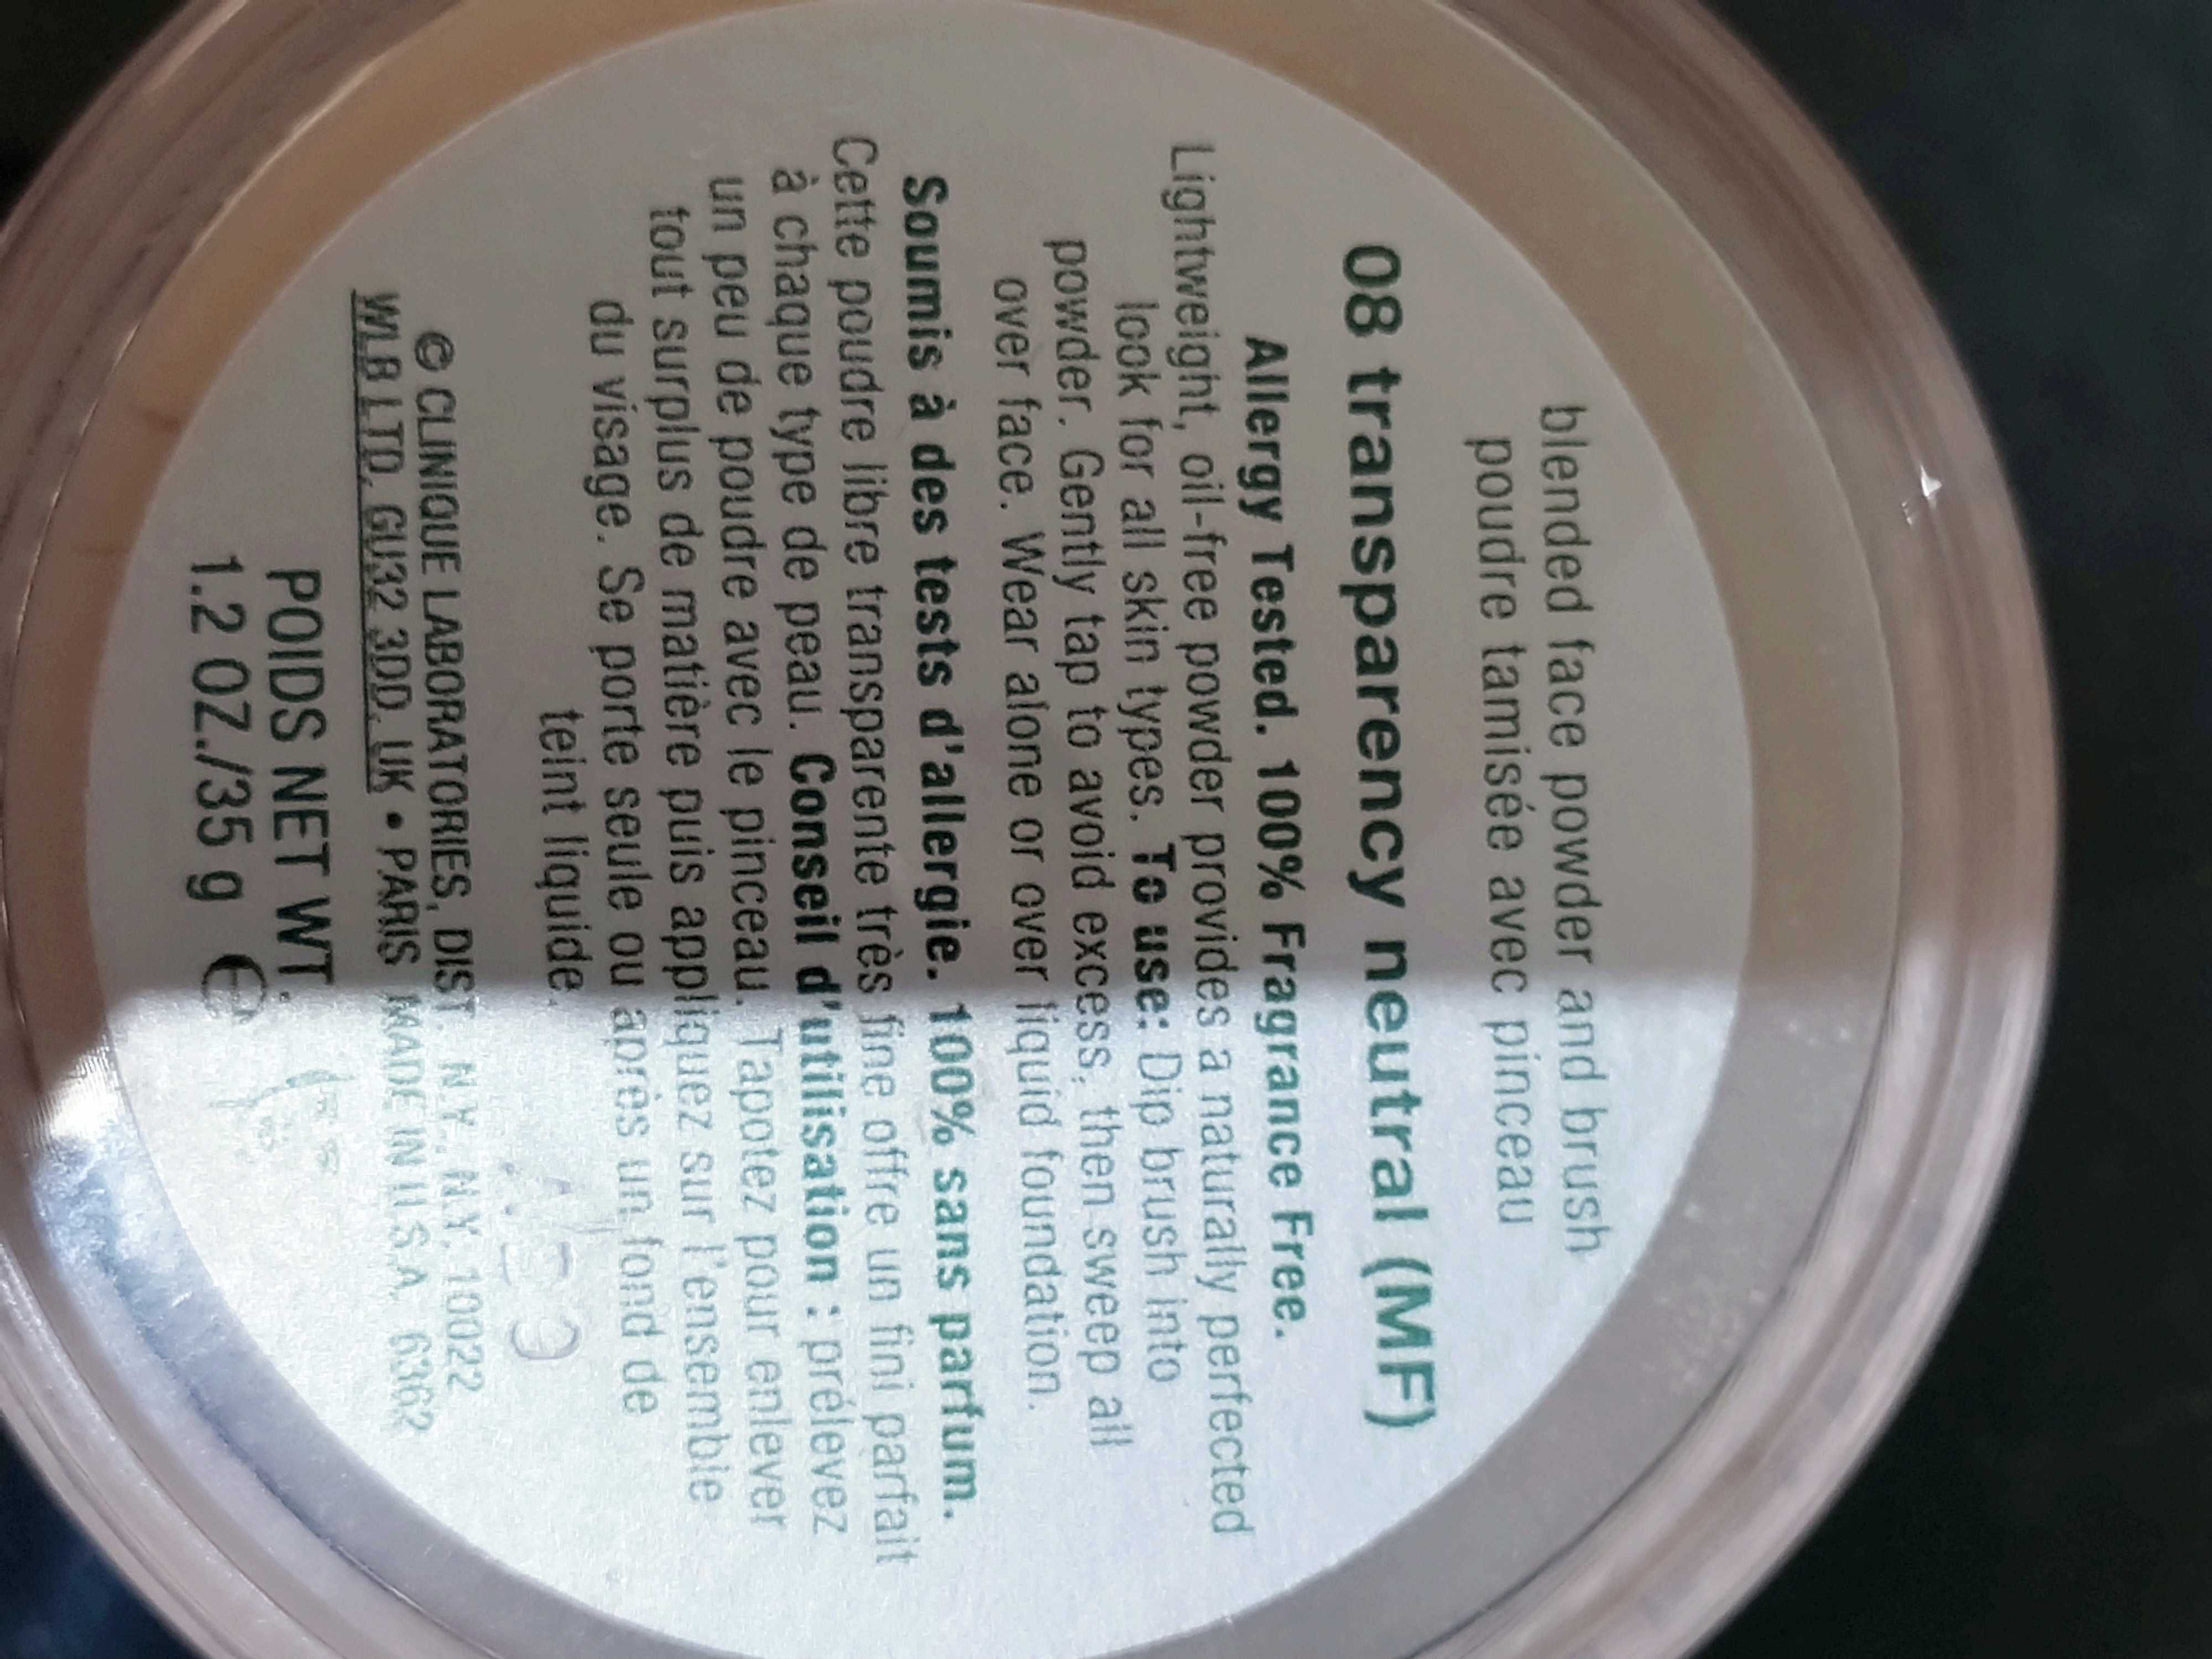 blended face powder and brush
poudre tamisée avec pinceau
08 transparency neutral (MF)
Allergy Tested. 100% Fragrance Free.
Lightweight, oil-free powder provides a naturally perfected
look for all skin types. To use: Dip brush into
powder. Gently tap to avoid excess, then sweep all
over face. Wear alone or over liquid foundation.
Soumis à des tests d'allergie. 100% sans parfum.
Cette poudre libre transparente très fine offre un fini parfait
à chaque type de peau. Conseil d'utilisation : prélevez
un peu de poudre avec le pinceau. Tapotez pour enlever
tout surplus de matière puis appliquez sur l'ensemble
du visage. Se porte seule ou après un fond de
teint liquide.
© CLINIQUE LABORATORIES, DIST. N.Y., N.Y. 10022
WLB LTD. GU32 3DD. UK • PARIS MADE IN U.S.A. 6362
POIDS NET WT.
1.2 OZ./35 g ℮